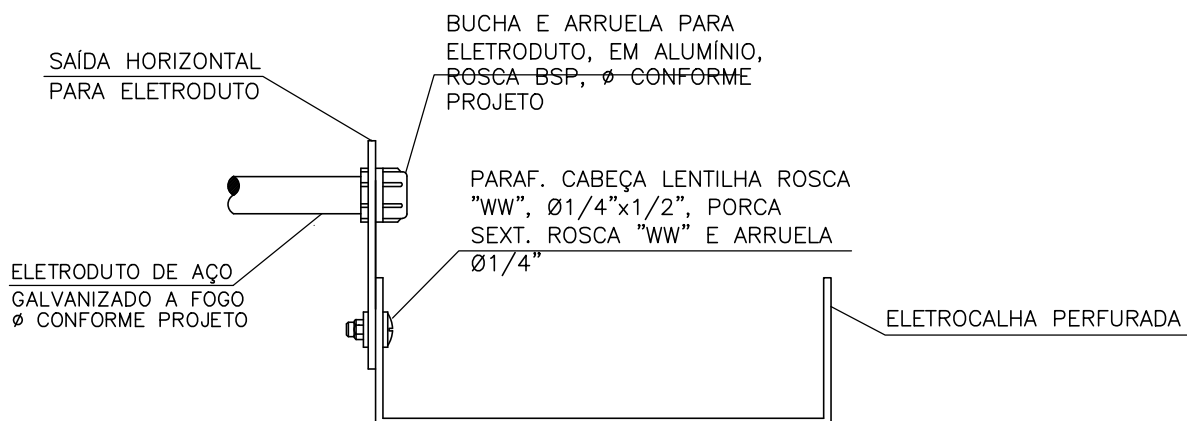 SAÍDA HORIZONTAL
PARA ELETRODUTO
BUCHA E ARRUELA PARA
ELETRODUTO, EM ALUMÍNIO,
ROSCA BSP, ø CONFORME
PROJETO
PARAF. CABEÇA LENTILHA ROSCA
"WW", Ø1/4"x1/2", PORCA
SEXT. ROSCA "WW" E ARRUELA
Ø1/4"
ELETRODUTO DE AÇO
GALVANIZADO A FOGO
ø CONFORME PROJETO
ELETROCALHA PERFURADA